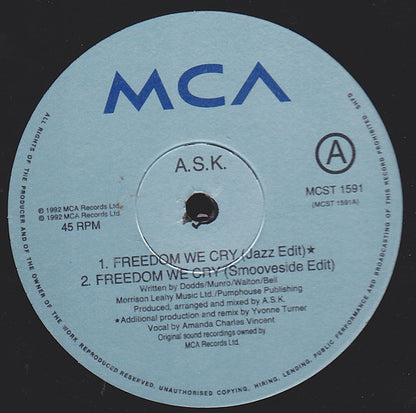 MCA
A.S.K.
A
MCST 1591
(MCST 1591A)
℗ 1992 MCA Records Ltd.
© 1992 MCA Records Ltd.
45 RPM
1. FREEDOM WE CRY (Jazz Edit)★
2. FREEDOM WE CRY (Smooveside Edit)
Written by Dodds/Munro/Walton/Bell
Morrison Leahy Music Ltd./Pumphouse Publishing
Produced, arranged and mixed by A.S.K.
★Additional production and remix by Yvonne Turner
Vocal by Amanda Charles Vincent
Original sound recordings owned by
MCA Records Ltd.
ALL RIGHTS OF THE PRODUCER AND OF THE OWNER OF THE WORK REPRODUCED RESERVED. UNAUTHORISED COPYING, HIRING, LENDING, PUBLIC PERFORMANCE AND BROADCASTING OF THIS RECORD PROHIBITED.